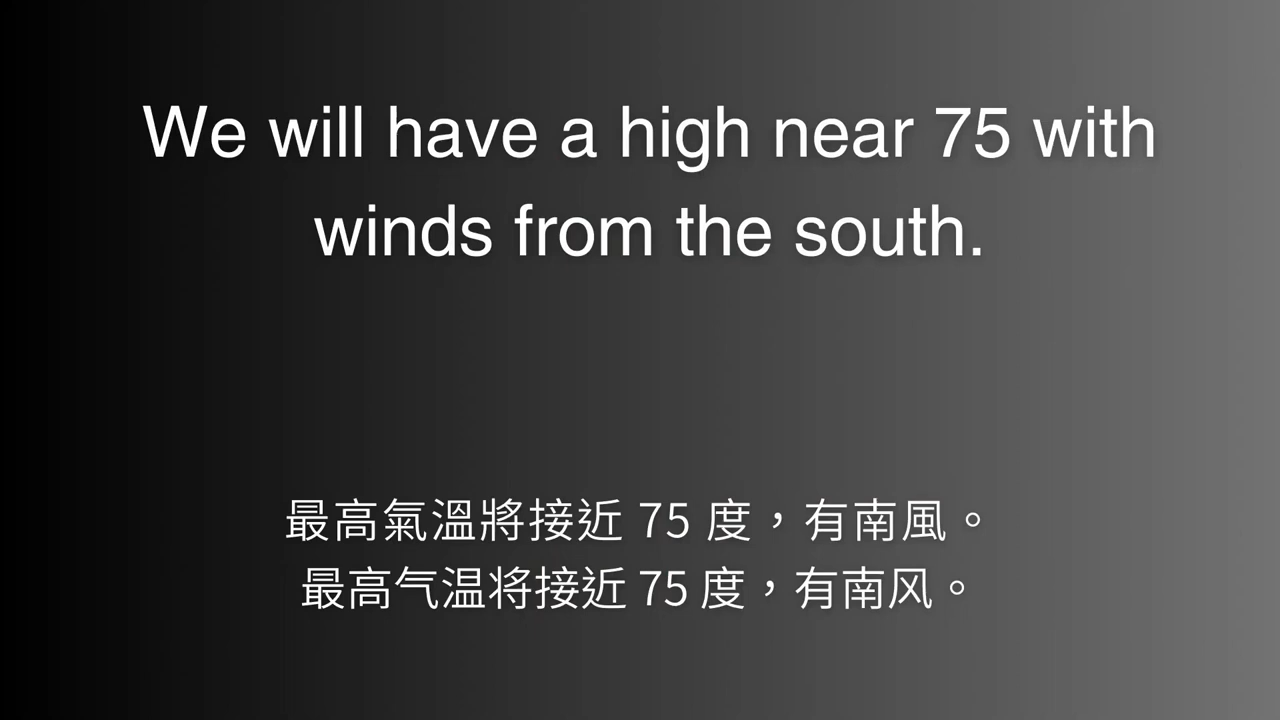 We will have a high near 75 with
winds from the south.
最高氣溫將接近 75 度，有南風。
最高气温将接近 75 度，有南风。